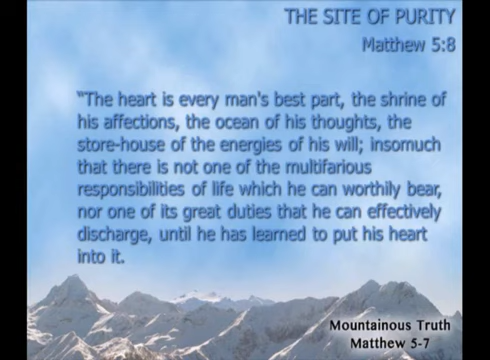 THE SITE OF PURITY
Matthew 5:8
"The heart is every man's best part, the shrine of
his affections, the ocean of his thoughts, the
store-house of the energies of his will; insomuch
that there is not one of the multifarious
responsibilities of life which he can worthily bear,
nor one of its great duties that he can effectively
discharge, until he has learned to put his heart
into it.
Mountainous Truth
Matthew 5-7